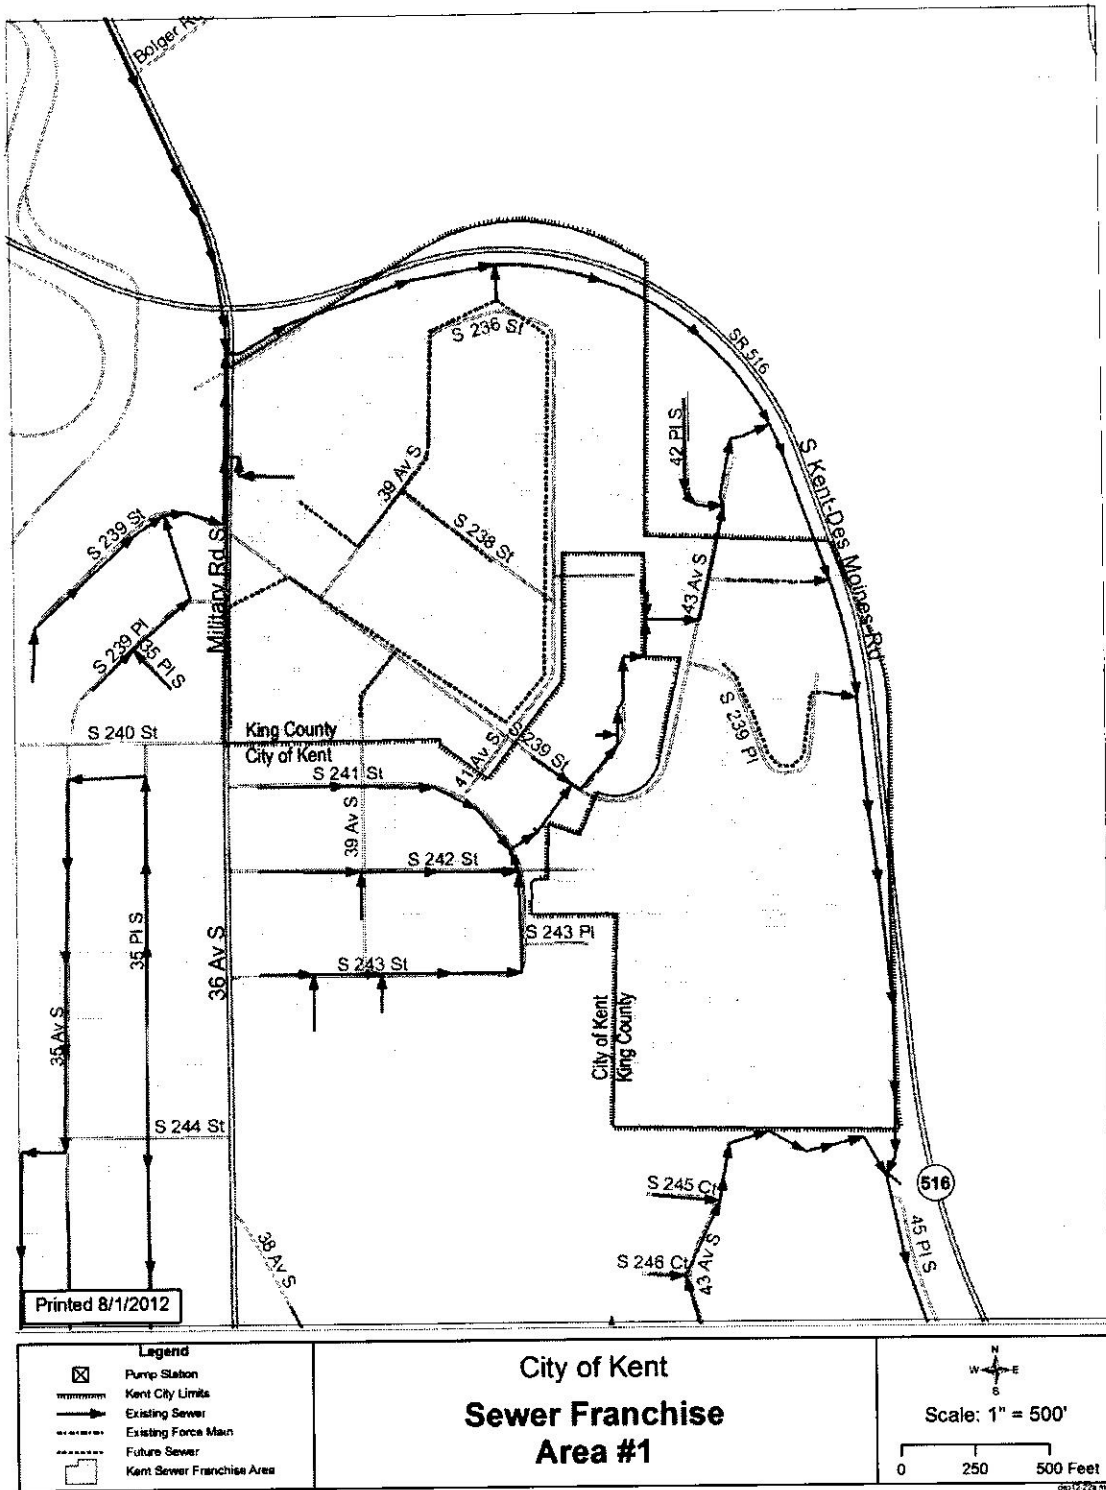 Bolger Rd
S 236 St
SR 516
42 Pl S
39 Av S
S Kent-Des Moines-Rd
S 238 St
S 239 St
Military Rd S
43 Av S
S 239 Pl
35 Pl S
S 239 Pl
S 240 St
King County
City of Kent
S 239 St
41 Av S
S 241 St
39 Av S
S 242 St
35 Pl S
36 Av S
S 243 Pl
S 243 St
City of Kent
King County
35 Av S
S 244 St
516
S 245 Ct
45 Pl S
38 Av S
S 246 Ct
43 Av S
Printed 8/1/2012
Legend
Pump Station
Kent City Limits
Existing Sewer
Existing Force Main
Future Sewer
Kent Sewer Franchise Area
City of Kent
Sewer Franchise
Area #1
N
W E
S
Scale: 1" = 500'
0 250 500 Feet